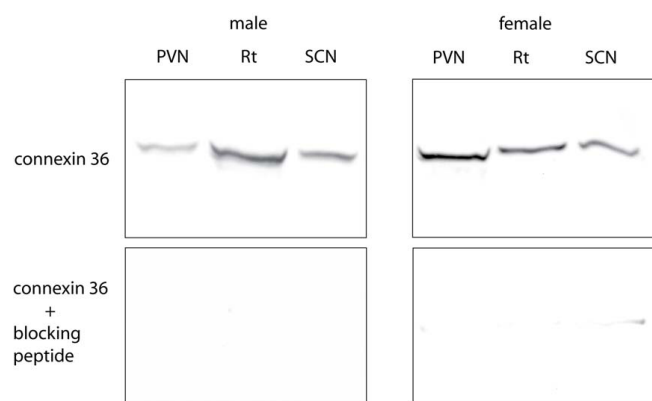 male
female
PVN Rt SCN
PVN Rt SCN
connexin 36
connexin 36
+
blocking
peptide